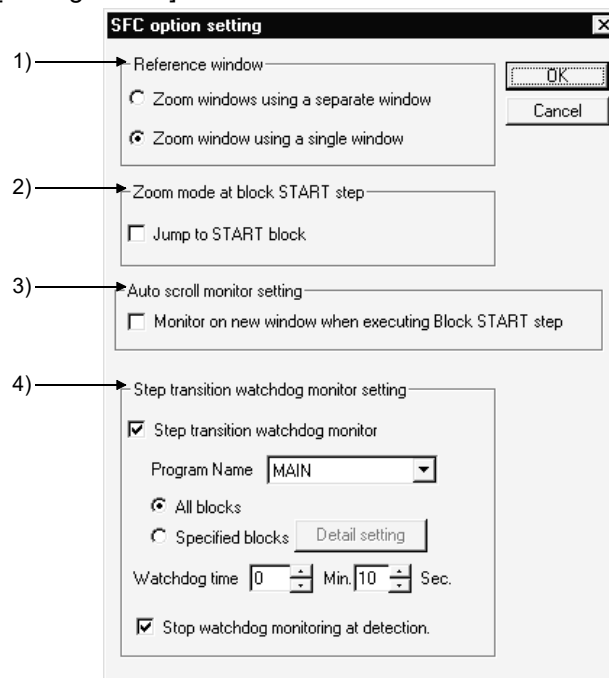 SFC option setting
1)
Reference window
OK
Zoom windows using a separate window
Cancel
Zoom window using a single window
2)
Zoom mode at block START step
Jump to START block
3)
Auto scroll monitor setting
Monitor on new window when executing Block START step
4)
Step transition watchdog monitor setting
Step transition watchdog monitor
Program Name MAIN
All blocks
Specified blocks Detail setting
Watchdog time 0 Min. 10 Sec.
Stop watchdog monitoring at detection.